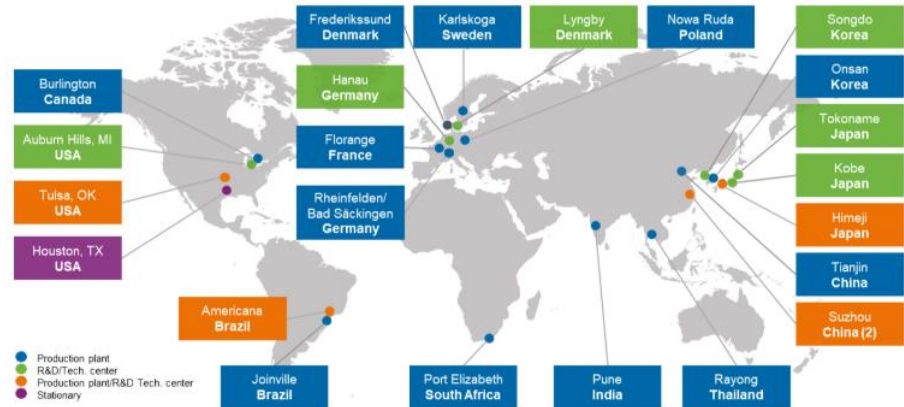 Frederikssund
Denmark
Karlskoga
Sweden
Lyngby
Denmark
Nowa Ruda
Poland
Songdo
Korea
Burlington
Canada
Hanau
Germany
Onsan
Korea
Auburn Hills, MI
USA
Florange
France
Tokoname
Japan
Tulsa, OK
USA
Rheinfelden/
Bad Säckingen
Germany
Kobe
Japan
Houston, TX
USA
Himeji
Japan
Tianjin
China
Americana
Brazil
Suzhou
China (2)
Production plant
R&D/Tech. center
Production plant/R&D Tech. center
Stationary
Joinville
Brazil
Port Elizabeth
South Africa
Pune
India
Rayong
Thailand